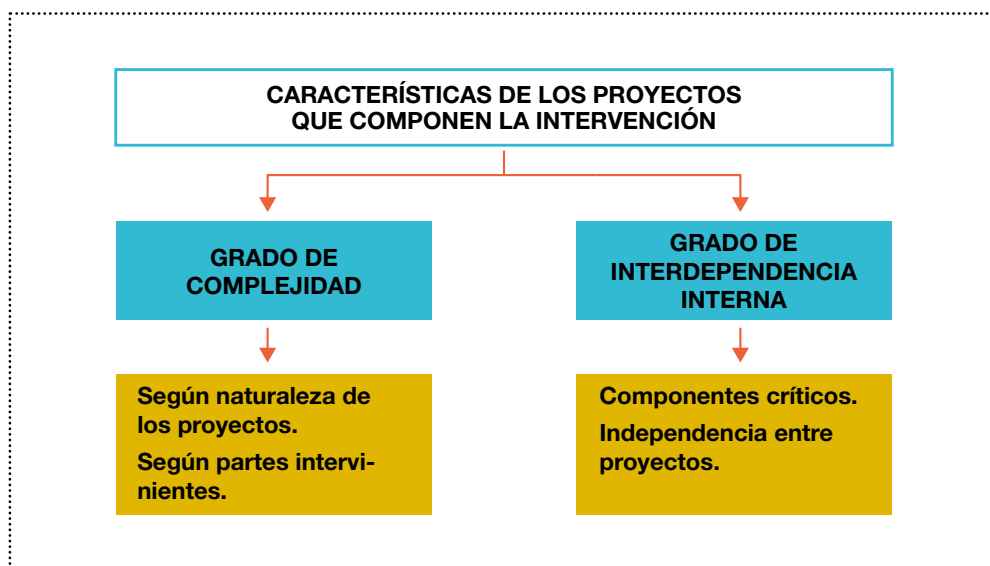 CARACTERÍSTICAS DE LOS PROYECTOS
QUE COMPONEN LA INTERVENCIÓN
GRADO DE
COMPLEJIDAD
GRADO DE
INTERDEPENDENCIA
INTERNA
Según naturaleza de
los proyectos.
Según partes intervi-
nientes.
Componentes críticos.
Independencia entre
proyectos.